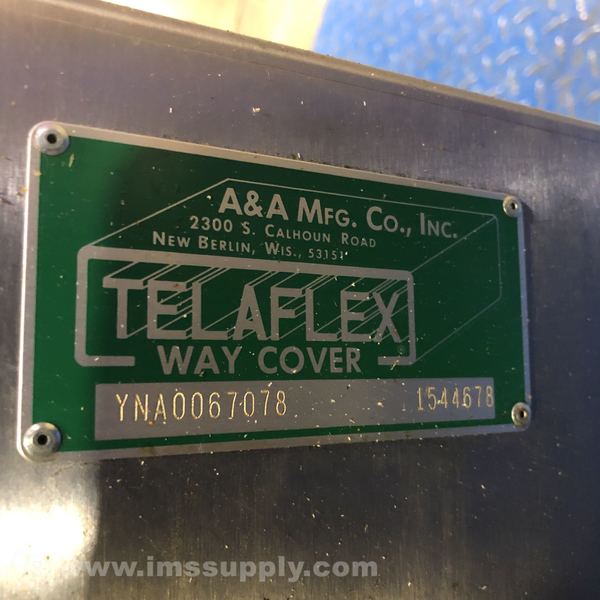 A&A MFG. CO., INC.
2300 S. CALHOUN ROAD
NEW BERLIN, WIS., 53151
TELAFLEX
WAY COVER
YNA0067078 1544678
www.imssupply.com